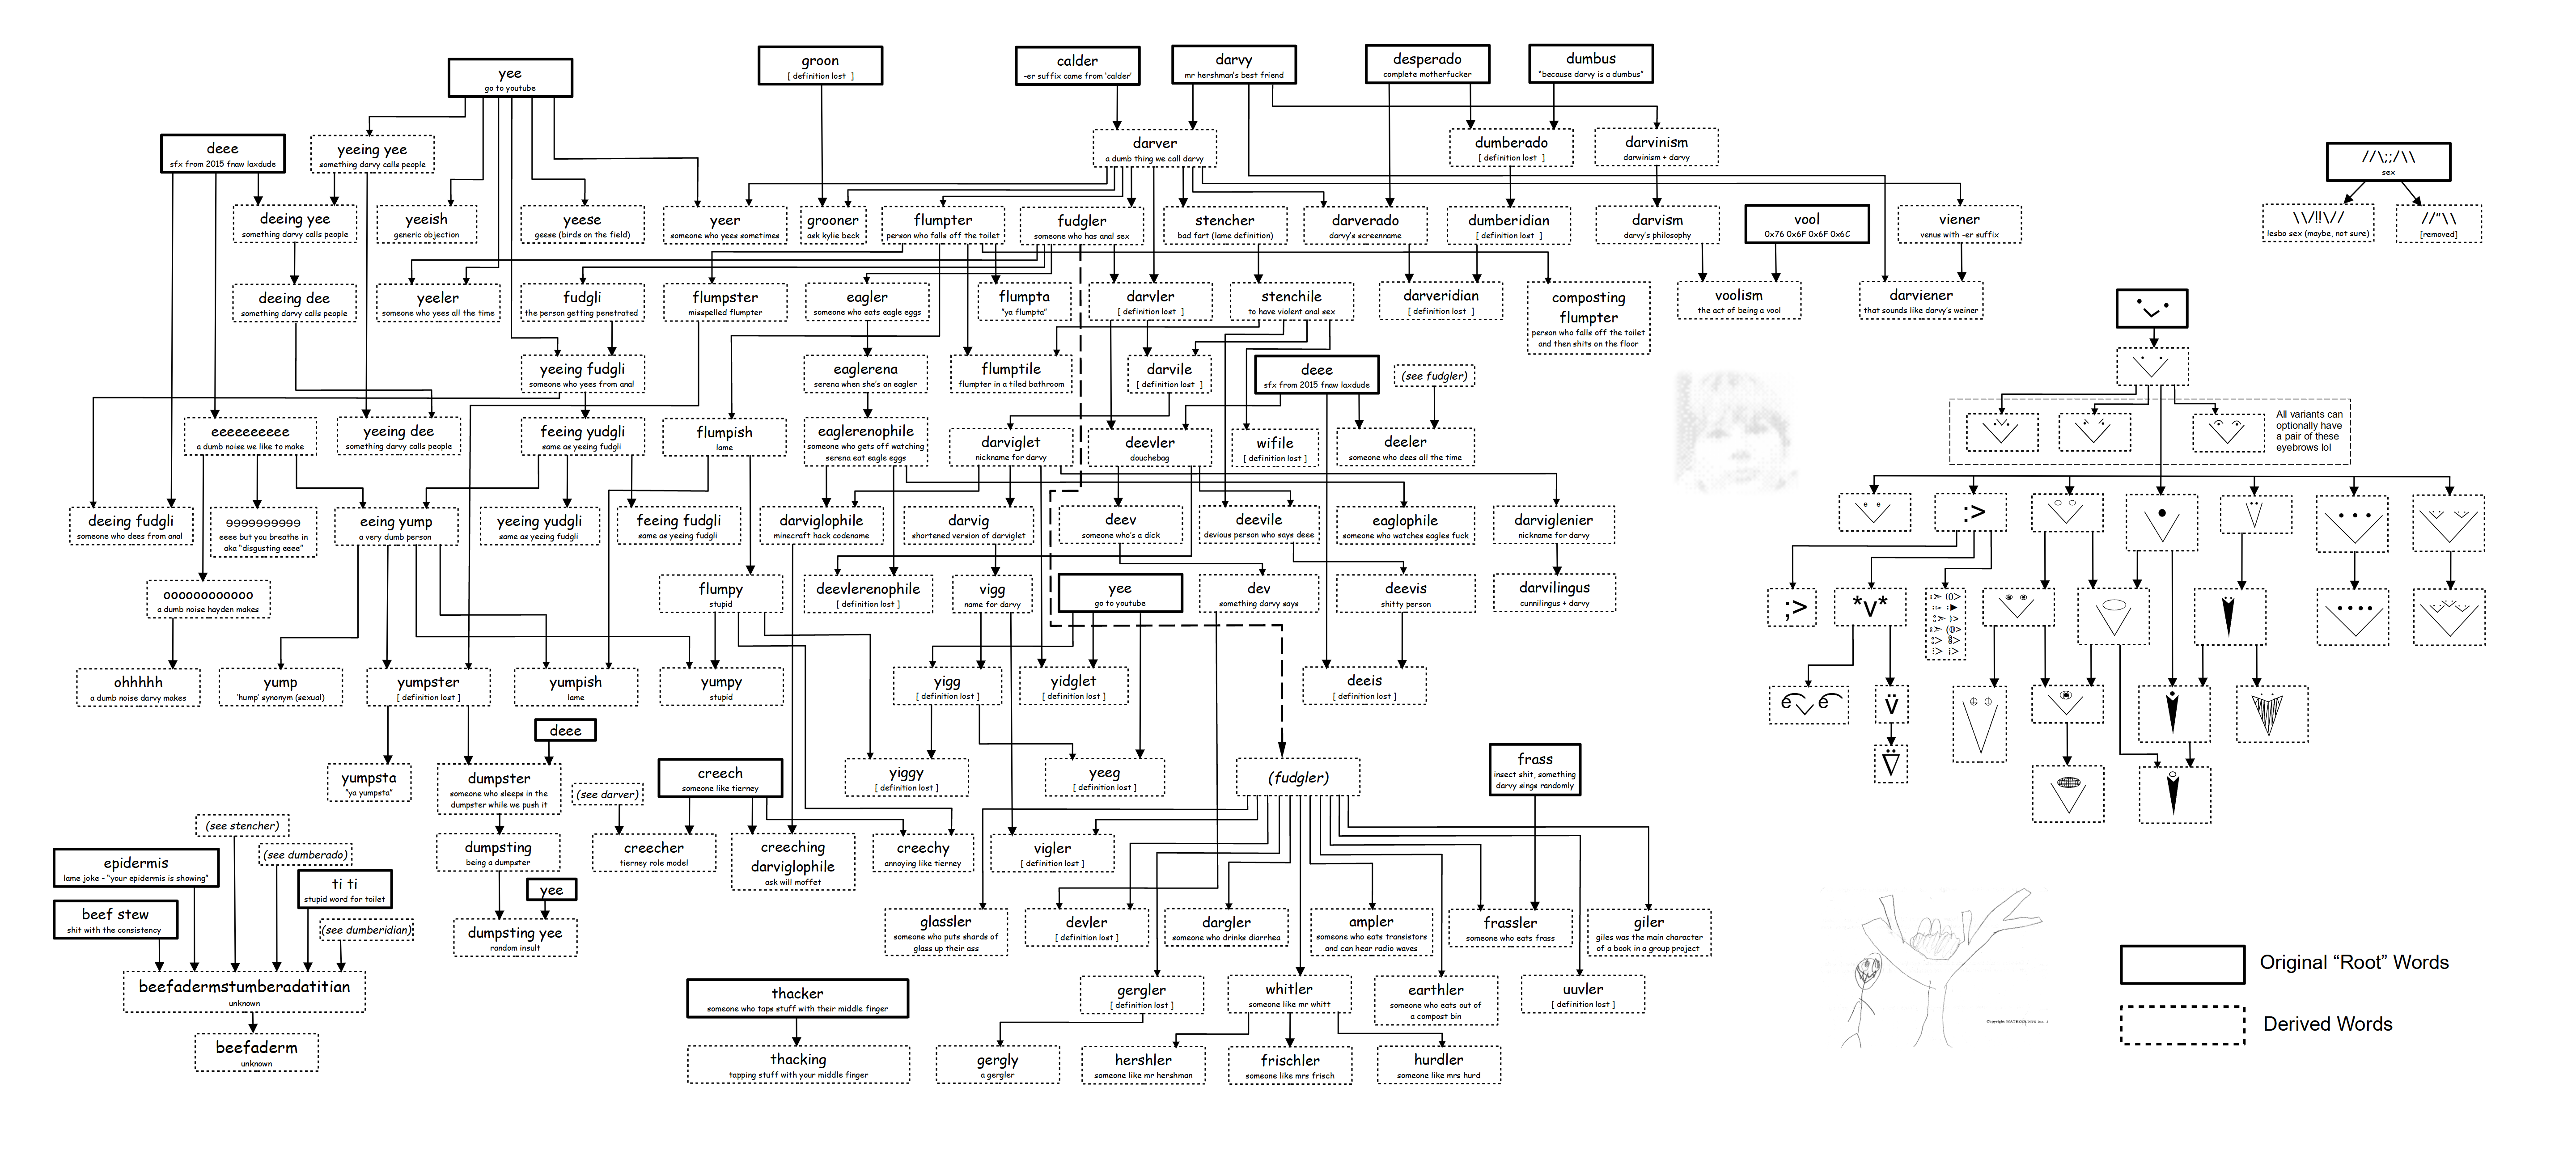 yee
go to youtube
groon
[ definition lost ]
calder
-er suffix came from 'calder'
darvy
mr hershman's best friend
desperado
complete motherfucker
dumbus
"because darvy is a dumbus"
deee
sfx from 2015 fnaw laxdude
yeeing yee
something darvy calls people
darver
a dumb thing we call darvy
dumberado
[ definition lost ]
darvinism
darwinism + darvy
//\;;/\\
sex
deeing yee
something darvy calls people
yeeish
generic objection
yeese
geese (birds on the field)
yeer
someone who yees sometimes
grooner
ask kylie beck
flumpter
person who falls off the toilet
fudgler
someone who has anal sex
stencher
bad fart (lame definition)
darverado
darvy's screenname
dumberidian
[ definition lost ]
darvism
darvy's philosophy
vool
0x76 0x6F 0x6F 0x6C
viener
venus with -er suffix
\\/!!\//
lesbo sex (maybe, not sure)
//"\\
[removed]
deeing dee
something darvy calls people
yeeler
someone who yees all the time
fudgli
the person getting penetrated
flumpster
misspelled flumpter
eagler
someone who eats eagle eggs
flumpta
"ya flumpta"
darvler
[ definition lost ]
stenchile
to have violent anal sex
darveridian
[ definition lost ]
composting
flumpter
person who falls off the toilet
and then shits on the floor
voolism
the act of being a vool
darviener
that sounds like darvy's weiner
yeeing fudgli
someone who yees from anal
eaglerena
serena when she's an eagler
flumptile
flumpter in a tiled bathroom
darvile
[ definition lost ]
deee
sfx from 2015 fnaw laxdude
(see fudgler)
eeeeeeeeee
a dumb noise we like to make
yeeing dee
something darvy calls people
feeing yudgli
same as yeeing fudgli
flumpish
lame
eaglerenophile
someone who gets off watching
serena eat eagle eggs
darviglet
nickname for darvy
deevler
douchebag
wifile
[ definition lost ]
deeler
someone who dees all the time
All variants can
optionally have
a pair of these
eyebrows lol
deeing fudgli
someone who dees from anal
9999999999
eeee but you breathe in
aka "disgusting eeee"
eeing yump
a very dumb person
yeeing yudgli
same as yeeing fudgli
feeing fudgli
same as yeeing fudgli
darviglophile
minecraft hack codename
darvig
shortened version of darviglet
deev
someone who's a dick
deevile
devious person who says deee
eaglophile
someone who watches eagles fuck
darviglenier
nickname for darvy
:>
oooooooooooo
a dumb noise hayden makes
flumpy
stupid
deevlerenophile
[ definition lost ]
vigg
name for darvy
yee
go to youtube
dev
something darvy says
deevis
shitty person
darvilingus
cunnilingus + darvy
;>
*v*
ohhhhh
a dumb noise darvy makes
yump
'hump' synonym (sexual)
yumpster
[ definition lost ]
yumpish
lame
yumpy
stupid
yigg
[ definition lost ]
yidglet
[ definition lost ]
deeis
[ definition lost ]
e e
v̈
deee
yumpsta
"ya yumpsta"
dumpster
someone who sleeps in the
dumpster while we push it
(see darver)
creech
someone like tierney
yiggy
[ definition lost ]
yeeg
[ definition lost ]
(fudgler)
frass
insect shit, something
darvy sings randomly
(see stencher)
dumpsting
being a dumpster
creecher
tierney role model
creeching
darviglophile
ask will moffet
creechy
annoying like tierney
vigler
[ definition lost ]
epidermis
lame joke - "your epidermis is showing"
(see dumberado)
ti ti
stupid word for toilet
yee
beef stew
shit with the consistency
(see dumberidian)
dumpsting yee
random insult
glassler
someone who puts shards of
glass up their ass
devler
[ definition lost ]
dargler
someone who drinks diarrhea
ampler
someone who eats transistors
and can hear radio waves
frassler
someone who eats frass
giler
giles was the main character
of a book in a group project
beefadermstumberadatitian
unknown
thacker
someone who taps stuff with their middle finger
gergler
[ definition lost ]
whitler
someone like mr whitt
earthler
someone who eats out of
a compost bin
uuvler
[ definition lost ]
Original "Root" Words
beefaderm
unknown
thacking
tapping stuff with your middle finger
gergly
a gergler
hershler
someone like mr hershman
frischler
someone like mrs frisch
hurdler
someone like mrs hurd
Derived Words